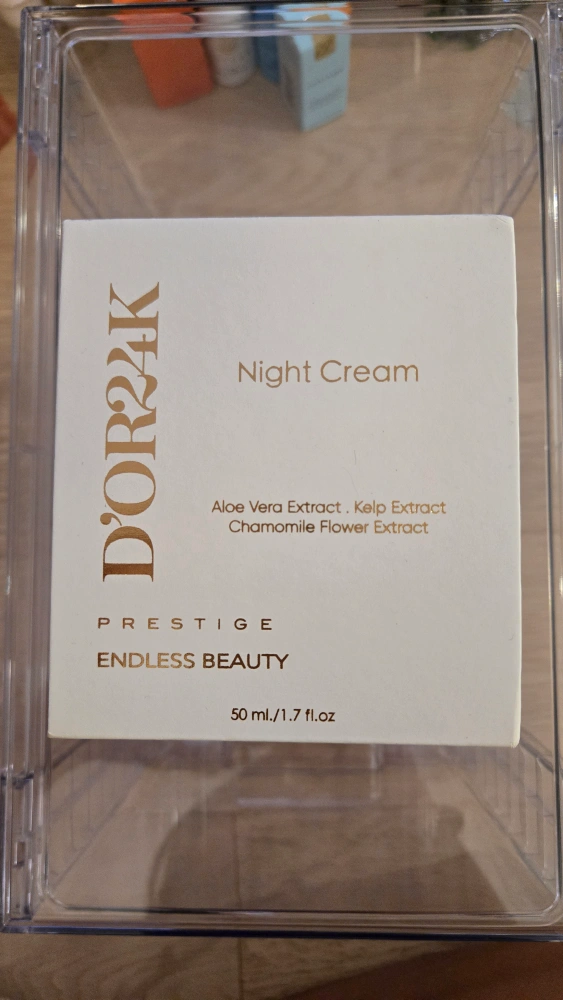 D'OR24K
Night Cream
Aloe Vera Extract . Kelp Extract
Chamomile Flower Extract
PRESTIGE
ENDLESS BEAUTY
50 ml./1.7 fl.oz